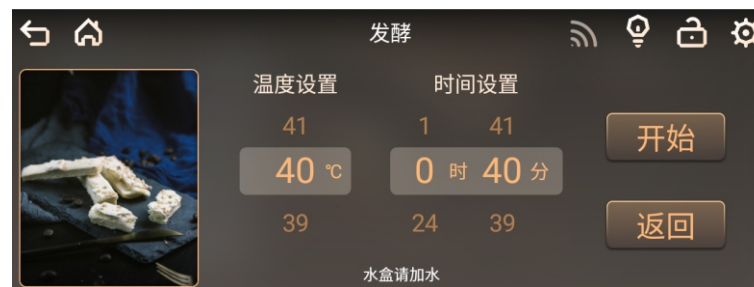 发酵
温度设置 时间设置
41 1 41 开始
40 ℃ 0 时 40 分
39 24 39 返回
水盒请加水